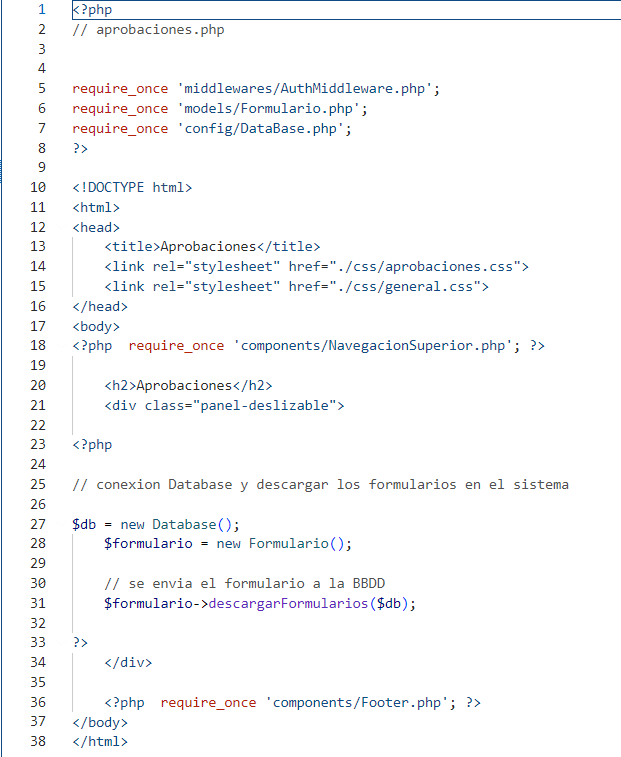 1 <?php
2 // aprobaciones.php
3
4
5 require_once 'middlewares/AuthMiddleware.php';
6 require_once 'models/Formulario.php';
7 require_once 'config/DataBase.php';
8 ?>
9
10 <!DOCTYPE html>
11 <html>
12 <head>
13     <title>Aprobaciones</title>
14     <link rel="stylesheet" href="./css/aprobaciones.css">
15     <link rel="stylesheet" href="./css/general.css">
16 </head>
17 <body>
18 <?php  require_once 'components/NavegacionSuperior.php'; ?>
19
20     <h2>Aprobaciones</h2>
21     <div class="panel-deslizable">
22
23 <?php
24
25 // conexion Database y descargar los formularios en el sistema
26
27 $db = new Database();
28     $formulario = new Formulario();
29
30     // se envia el formulario a la BBDD
31     $formulario->descargarFormularios($db);
32
33 ?>
34     </div>
35
36     <?php  require_once 'components/Footer.php'; ?>
37 </body>
38 </html>